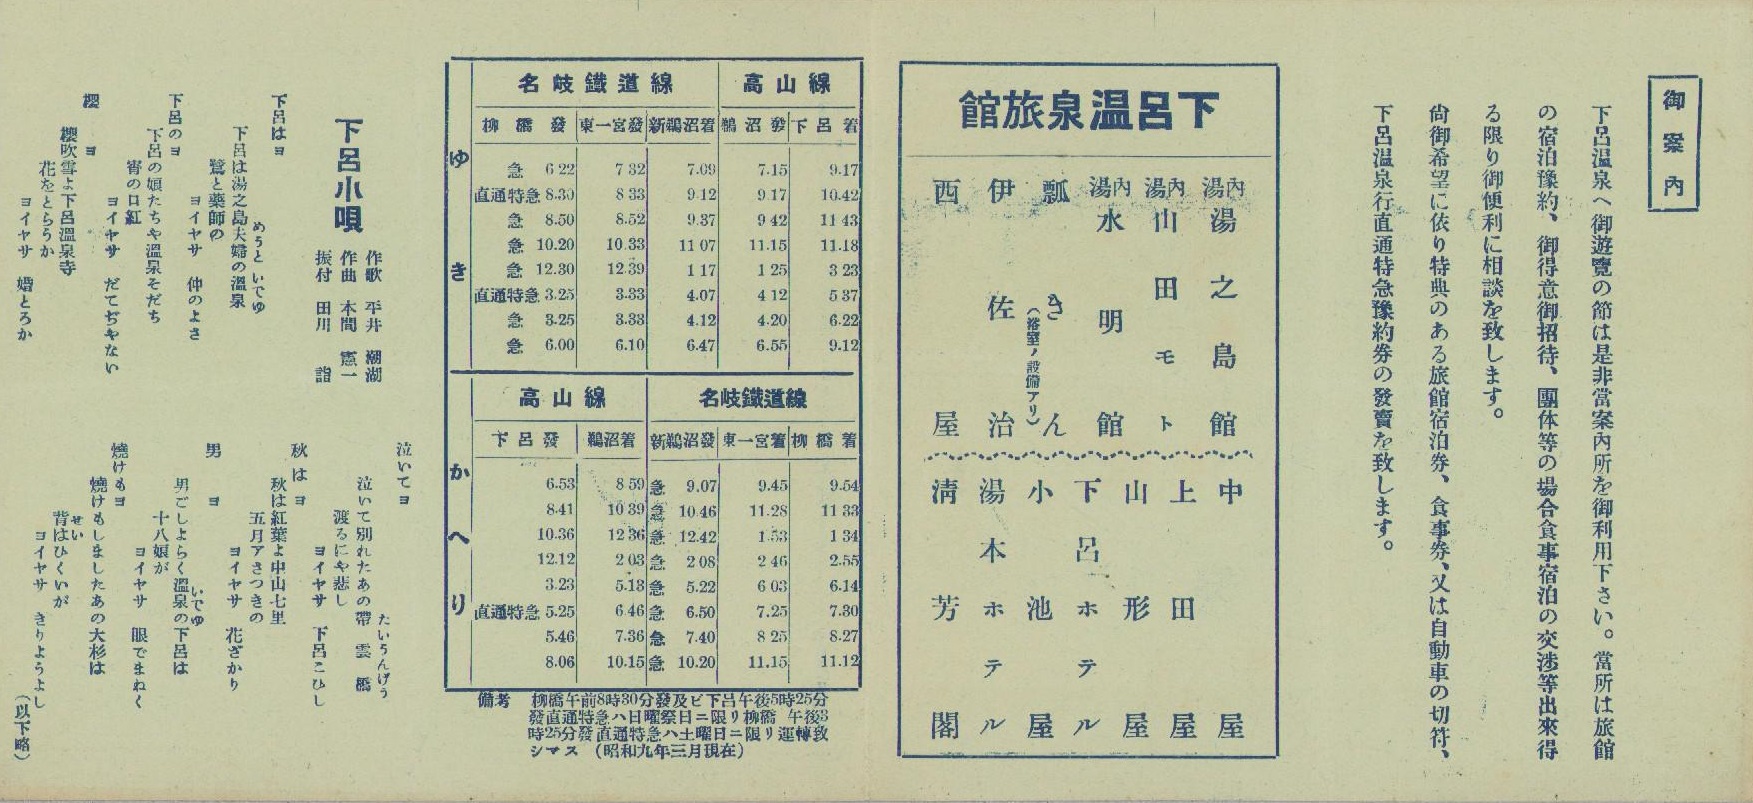 御案內
下呂溫泉へ御遊覽の節は是非當案內所を御利用下さい。當所は旅館
の宿泊豫約、御得意御招待、團体等の場合食事宿泊の交涉等出來得
る限り御便利に相談を致します。
尙御希望に依り特典のある旅館宿泊券、食事券、又は自動車の切符、
下呂溫泉行直通特急豫約券の發賣を致します。
下呂温泉旅館
內湯 湯之島館
內湯 山田モト
內湯 水明館
瓢きん
(浴室ノ設備アリ)
伊佐治
西屋
中屋
上田屋
山形屋
下呂ホテル
小池屋
湯木ホテル
淸芳閣
ゆき
名岐鐵道線 高山線
柳橋發 東一宮發 新鵜沼着 鵜沼發 下呂着
急 6.22 7.32 7.09 7.15 9.17
直通特急 8.30 8.33 9.12 9.17 10.42
急 8.50 8.52 9.37 9.42 11.43
急 10.20 10.33 11.07 11.15 11.18
急 12.30 12.39 1.17 1.25 3.23
直通特急 3.25 3.33 4.07 4.12 5.37
急 3.25 3.33 4.12 4.20 6.22
急 6.00 6.10 6.47 6.55 9.12
かへり
高山線 名岐鐵道線
下呂發 鵜沼着 新鵜沼發 東一宮着 柳橋着
6.53 8.59 急 9.07 9.45 9.54
8.41 10.39 急 10.46 11.28 11.33
10.36 12.36 急 12.42 1.53 1.34
12.12 2.03 急 2.08 2.46 2.55
3.23 5.13 急 5.22 6.03 6.14
直通特急 5.25 6.46 急 6.50 7.25 7.30
5.46 7.36 急 7.40 8.25 8.27
8.06 10.15 急 10.20 11.15 11.12
備考 柳橋午前8時30分發及ビ下呂午後5時25分
發直通特急ハ日曜祭日ニ限リ柳橋 午後3
時25分發直通特急ハ土曜日ニ限リ運轉致
シマス (昭和九年三月現在)
下呂小唄
作歌 平井潮湖
作曲 本間憲一
振付 田川
下呂はヨ
下呂は湯之島夫婦の溫泉
めうと いでゆ
鷺と藥師の
ヨイヤサ 仲のよさ
下呂のヨ
下呂の娘たちや溫泉そだち
宵の口紅
ヨイヤサ だてぢやない
櫻ヨ
櫻吹雪よ下呂溫泉寺
花をとらうか
ヨイヤサ 婿とろか
泣いてヨ
泣いて別れたあの帶雲橋
たいうんけう
渡るにや悲し
ヨイヤサ 下呂こひし
秋はヨ
秋は紅葉よ中山七里
五月アさつきの
ヨイヤサ 花ざかり
男ヨ
男ごしよらく溫泉の下呂は
いでゆ
十八娘が
ヨイヤサ 眼でまねく
燒けもヨ
燒けもしましたあの大杉は
背はひくいが
せい
ヨイヤサ きりようよし
(以下略)